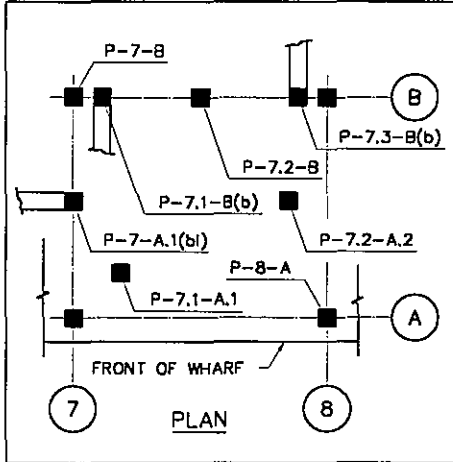 P-7-B
B
P-7.3-B(b)
P-7.2-B
P-7.1-B(b)
P-7-A.1(bl)
P-7.2-A.2
P-8-A
P-7.1-A.1
A
FRONT OF WHARF
7
8
PLAN